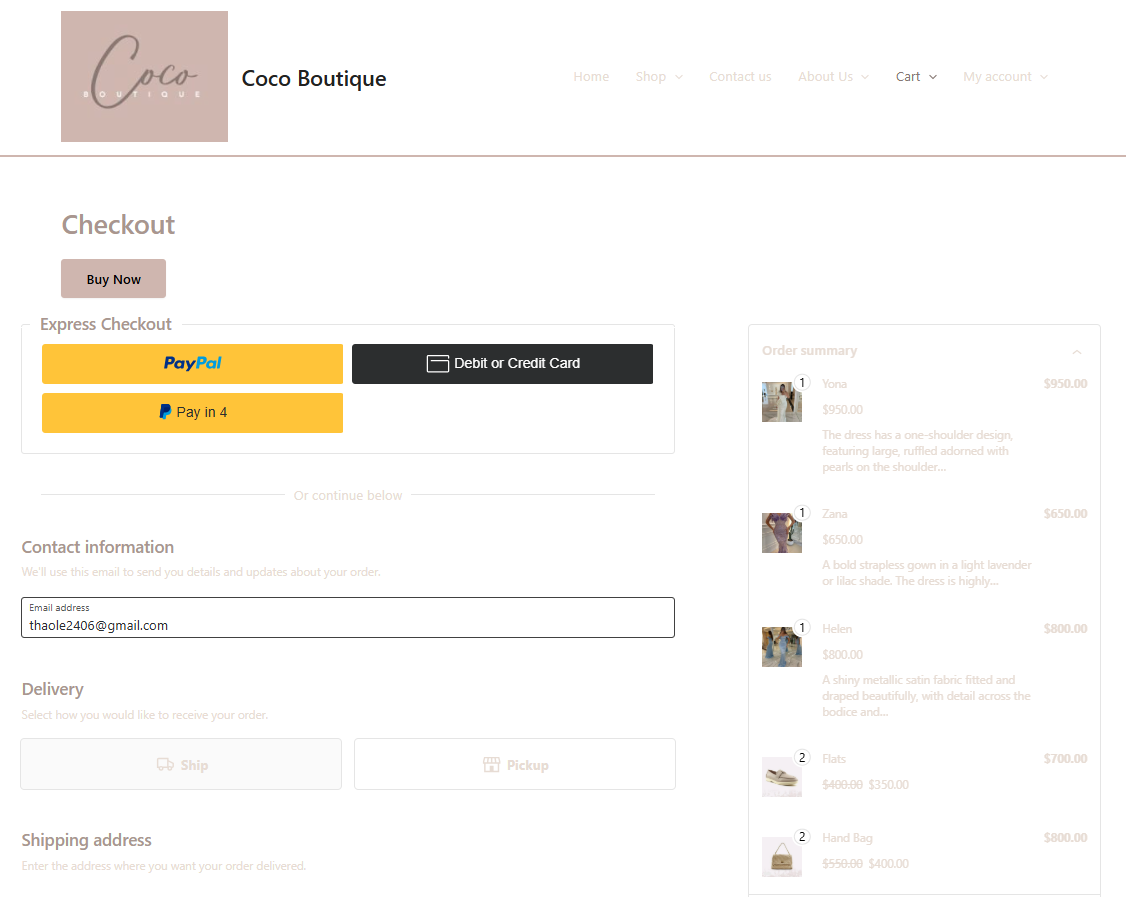 Coco
BOUTIQUE
Coco Boutique
Home
Shop
Contact us
About Us
Cart
My account
Checkout
Buy Now
Express Checkout
PayPal
Debit or Credit Card
Pay in 4
Or continue below
Contact information
We'll use this email to send you details and updates about your order.
Email address
thaole2406@gmail.com
Delivery
Select how you would like to receive your order.
Ship
Pickup
Shipping address
Enter the address where you want your order delivered.
Order summary
1
Yona
$950.00
$950.00
The dress has a one-shoulder design,
featuring large, ruffled adorned with
pearls on the shoulder...
1
Zana
$650.00
$650.00
A bold strapless gown in a light lavender
or lilac shade. The dress is highly...
1
Helen
$800.00
$800.00
A shiny metallic satin fabric fitted and
draped beautifully, with detail across the
bodice and...
2
Flats
$700.00
$400.00 $350.00
2
Hand Bag
$800.00
$550.00 $400.00